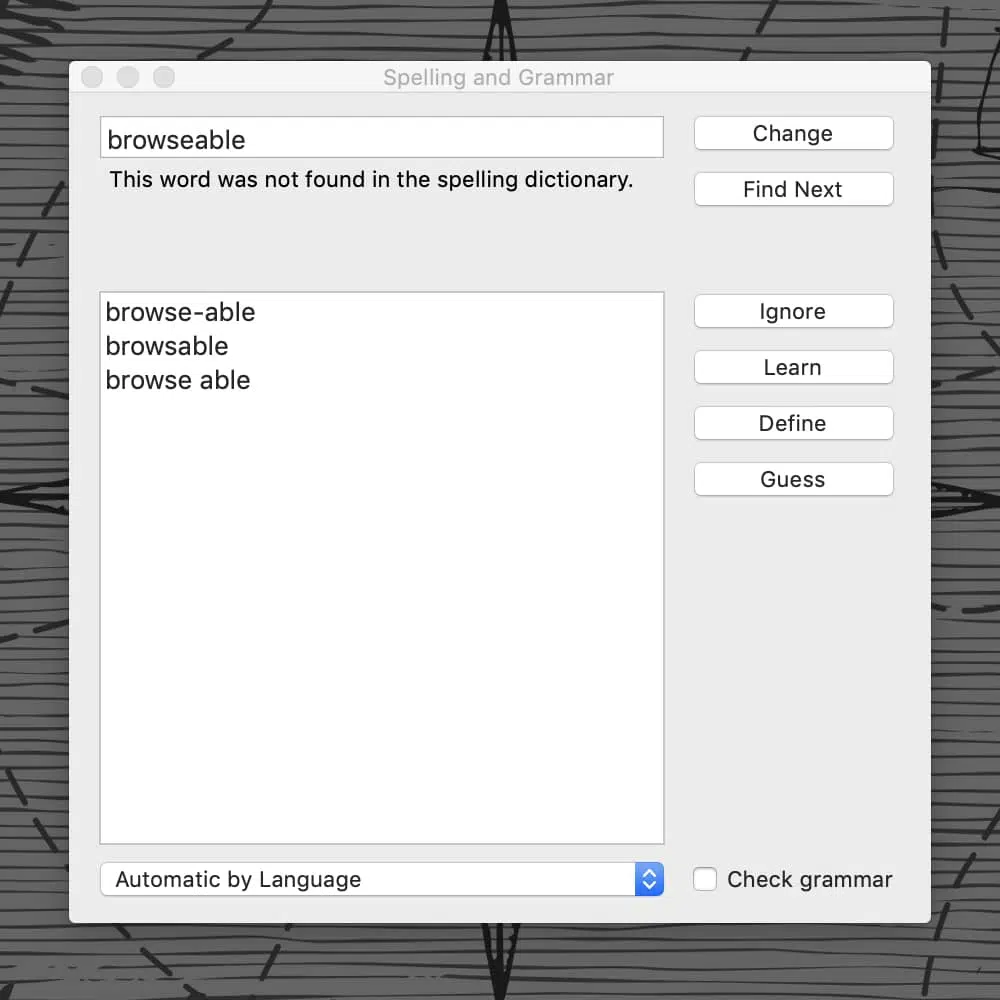 Spelling and Grammar
browseable
Change
This word was not found in the spelling dictionary.
Find Next
browse-able
browsable
browse able
Ignore
Learn
Define
Guess
Automatic by Language
Check grammar